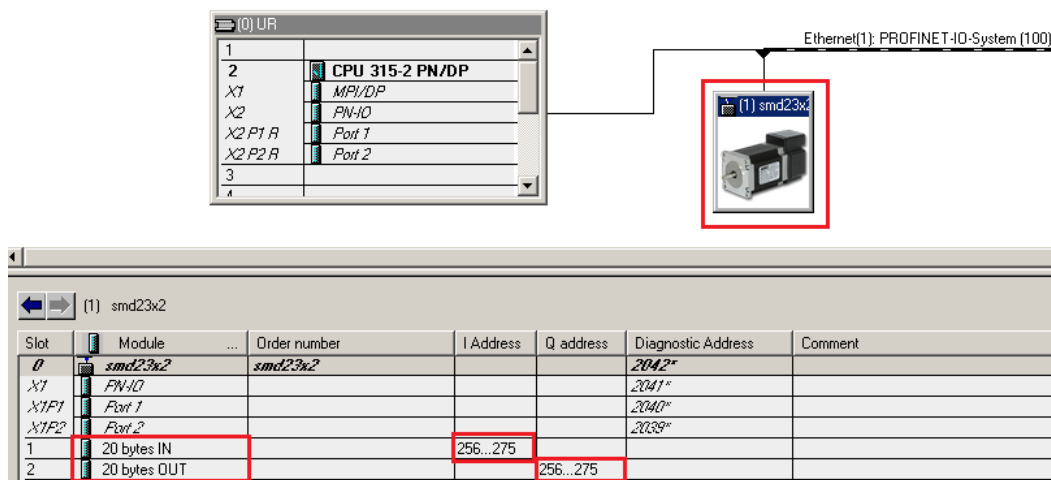 (0) UR
1
2 CPU 315-2 PN/DP
X1 MPI/DP
X2 PN-IO
X2 P1 R Port 1
X2 P2 R Port 2
3
4
Ethernet(1): PROFINET-IO-System (100)
(1) smd23x2
(1) smd23x2
Slot Module ... Order number I Address Q address Diagnostic Address Comment
0 smd23x2 smd23x2 2042*
X1 PN-IO 2041*
X1P1 Port 1 2040*
X1P2 Port 2 2039*
1 20 bytes IN 256...275
2 20 bytes OUT 256...275